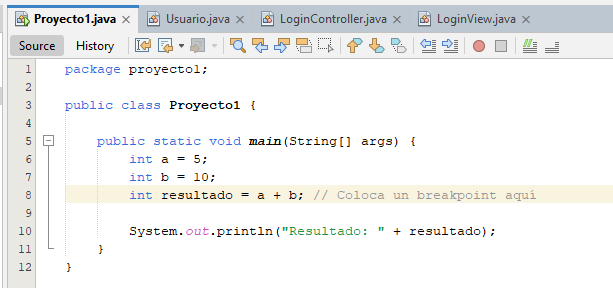 Proyecto1.java Usuario.java LoginController.java LoginView.java
Source History
1 package proyecto1;
2
3 public class Proyecto1 {
4
5 public static void main(String[] args) {
6 int a = 5;
7 int b = 10;
8 int resultado = a + b; // Coloca un breakpoint aquí
9
10 System.out.println("Resultado: " + resultado);
11 }
12 }